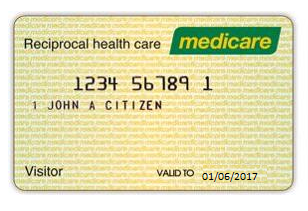 Reciprocal health care medicare
1234 56789 1
1 JOHN A CITIZEN
Visitor VALID TO 01/06/2017